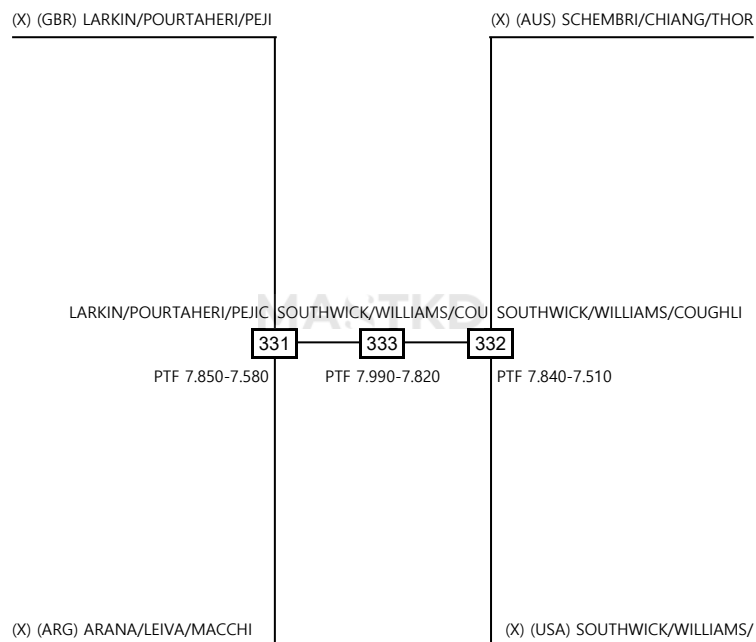 (X) (GBR) LARKIN/POURTAHERI/PEJI
(X) (AUS) SCHEMBRI/CHIANG/THOR
LARKIN/POURTAHERI/PEJIC SOUTHWICK/WILLIAMS/COU SOUTHWICK/WILLIAMS/COUGHLI
MA TKD
331 333 332
PTF 7.850-7.580 PTF 7.990-7.820 PTF 7.840-7.510
(X) (ARG) ARANA/LEIVA/MACCHI
(X) (USA) SOUTHWICK/WILLIAMS/